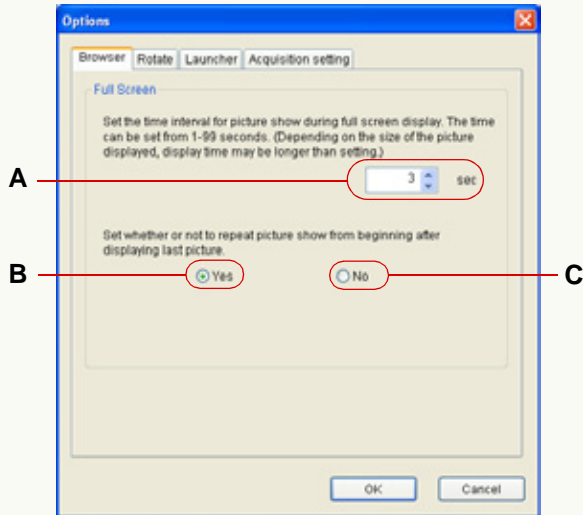 Options
Browser Rotate Launcher Acquisition setting
Full Screen
Set the time interval for picture show during full screen display. The time
can be set from 1-99 seconds. (Depending on the size of the picture
displayed, display time may be longer than setting.)
A 3 sec
Set whether or not to repeat picture show from beginning after
displaying last picture.
B Yes No C
OK Cancel